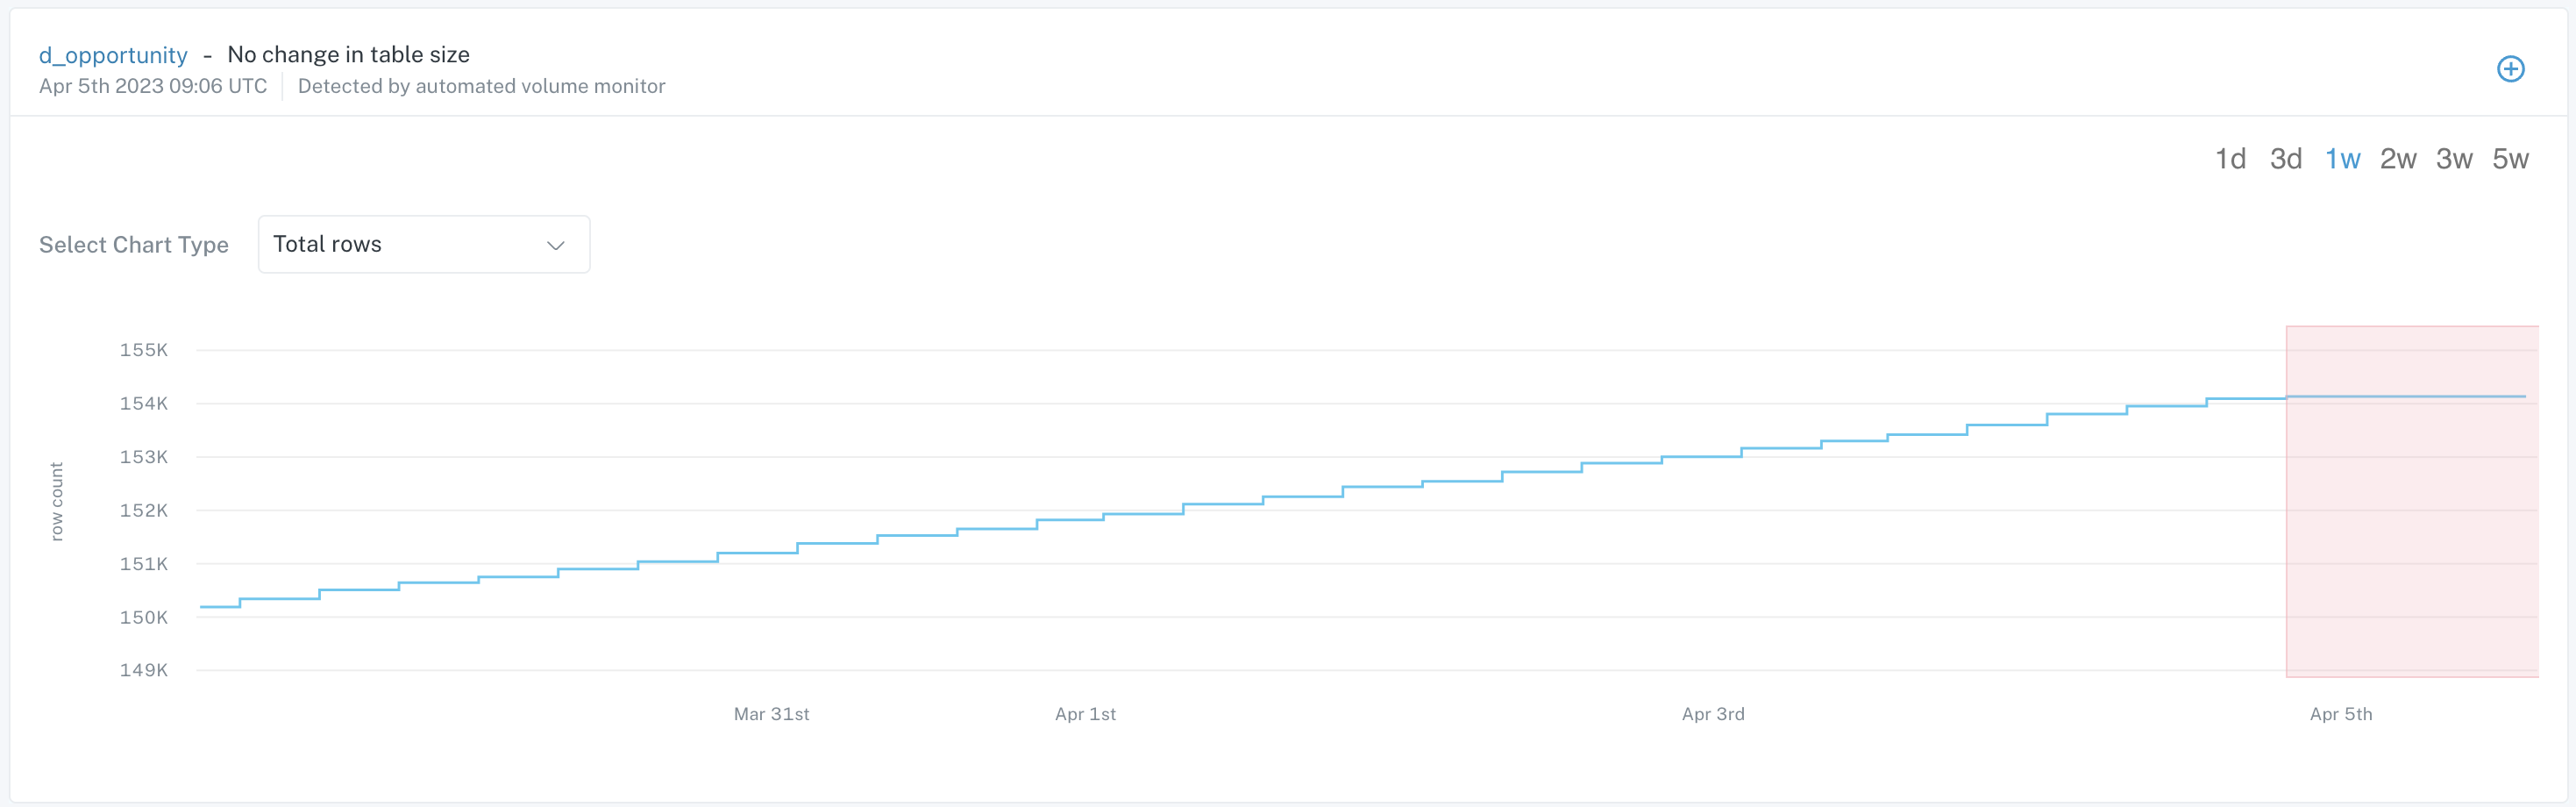 d_opportunity - No change in table size
Apr 5th 2023 09:06 UTC | Detected by automated volume monitor
1d 3d 1w 2w 3w 5w
Select Chart Type Total rows
155K
154K
153K
152K
151K
150K
149K
row count
Mar 31st Apr 1st Apr 3rd Apr 5th